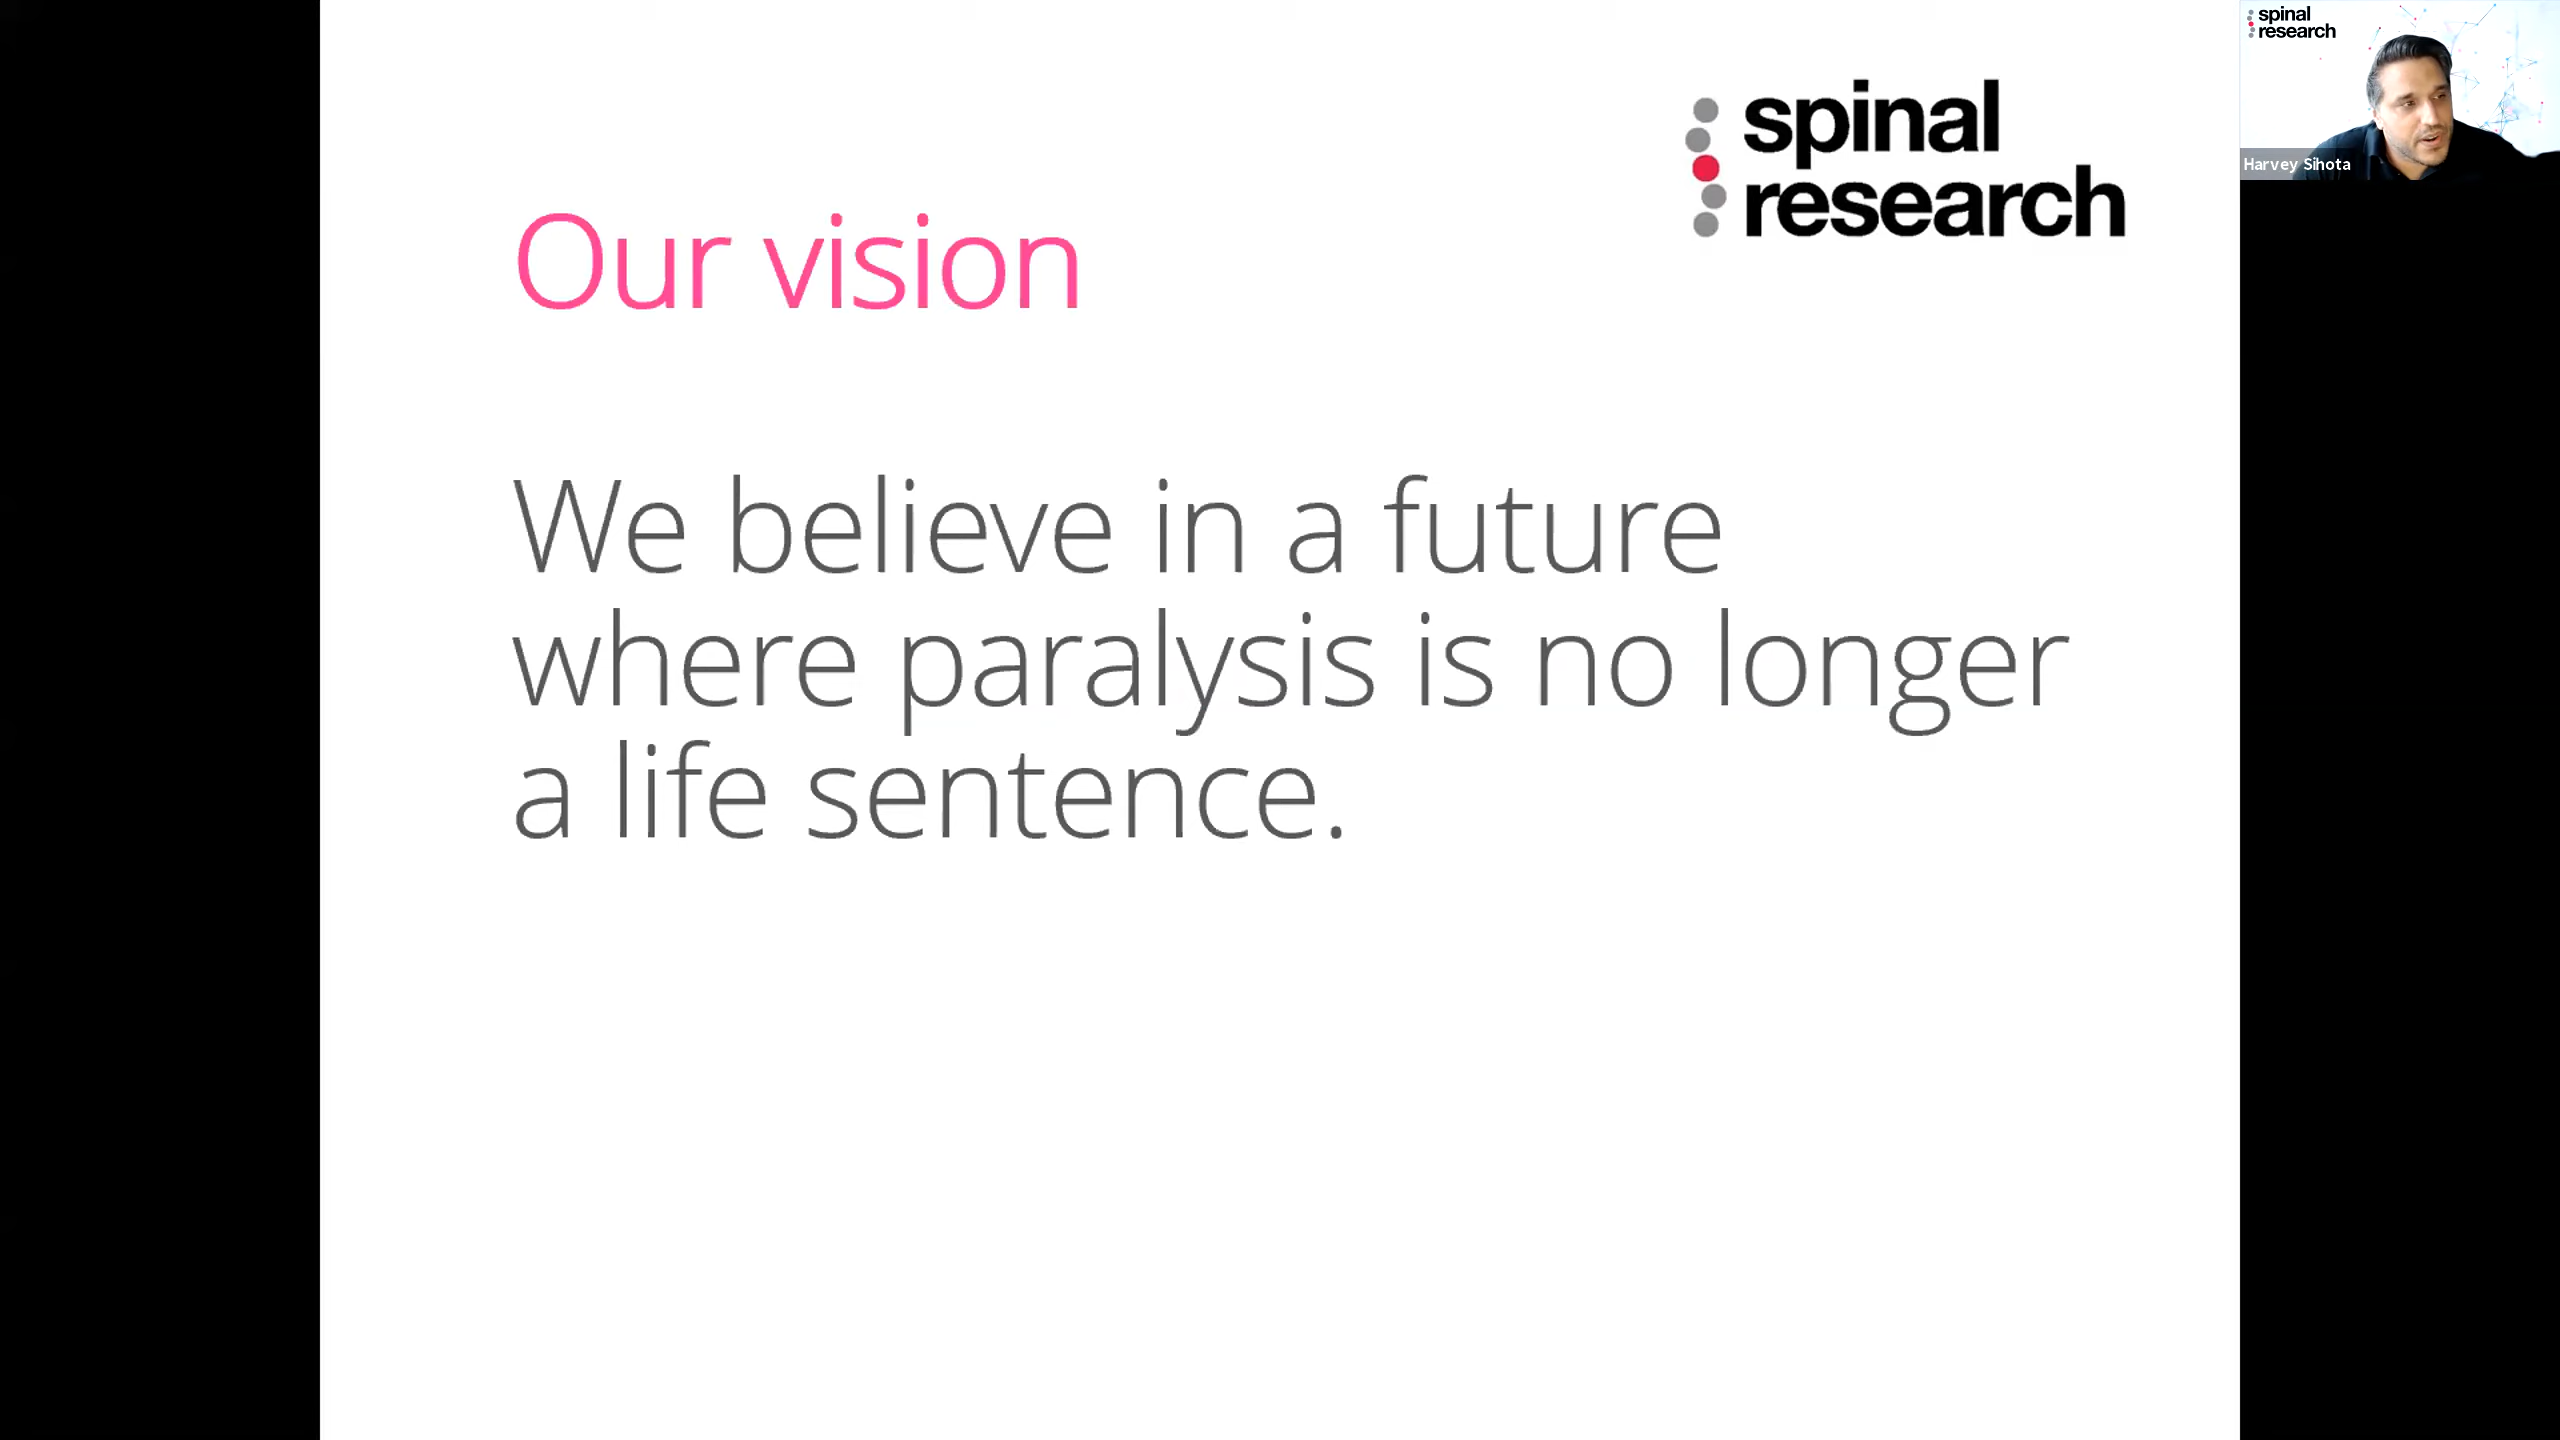 spinal
research
Our vision
We believe in a future
where paralysis is no longer
a life sentence.
spinal
research
Harvey Sihota